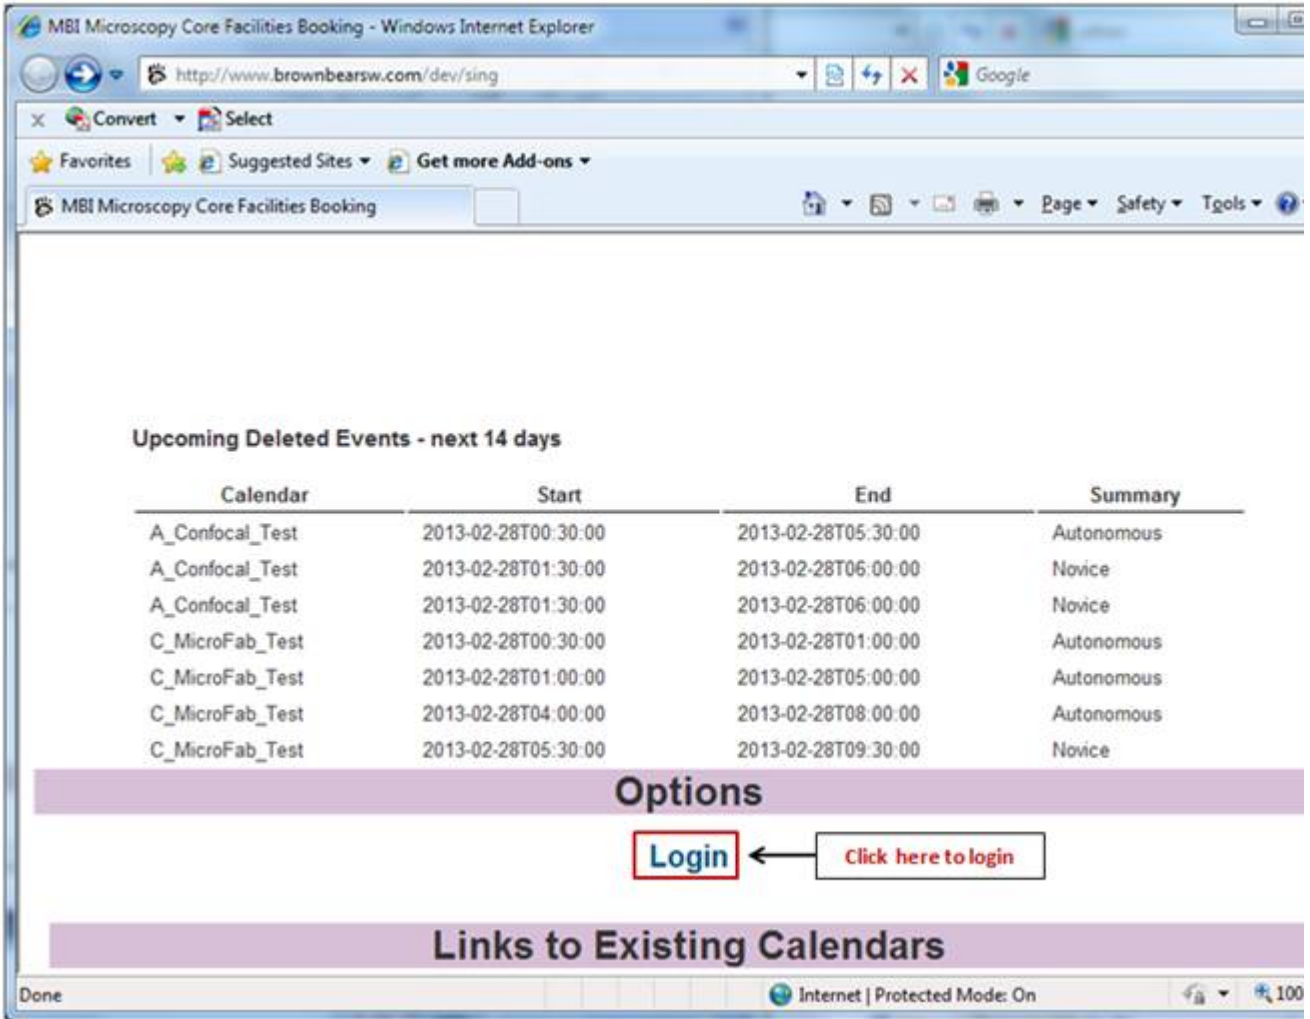 MBI Microscopy Core Facilities Booking - Windows Internet Explorer
http://www.brownbearsw.com/dev/sing Google
x Convert Select
Favorites Suggested Sites Get more Add-ons
MBI Microscopy Core Facilities Booking Page Safety Tools
Upcoming Deleted Events - next 14 days
Calendar Start End Summary
A_Confocal_Test 2013-02-28T00:30:00 2013-02-28T05:30:00 Autonomous
A_Confocal_Test 2013-02-28T01:30:00 2013-02-28T06:00:00 Novice
A_Confocal_Test 2013-02-28T01:30:00 2013-02-28T06:00:00 Novice
C_MicroFab_Test 2013-02-28T00:30:00 2013-02-28T01:00:00 Autonomous
C_MicroFab_Test 2013-02-28T01:00:00 2013-02-28T05:00:00 Autonomous
C_MicroFab_Test 2013-02-28T04:00:00 2013-02-28T08:00:00 Autonomous
C_MicroFab_Test 2013-02-28T05:30:00 2013-02-28T09:30:00 Novice
Options
Login Click here to login
Links to Existing Calendars
Done Internet | Protected Mode: On 100